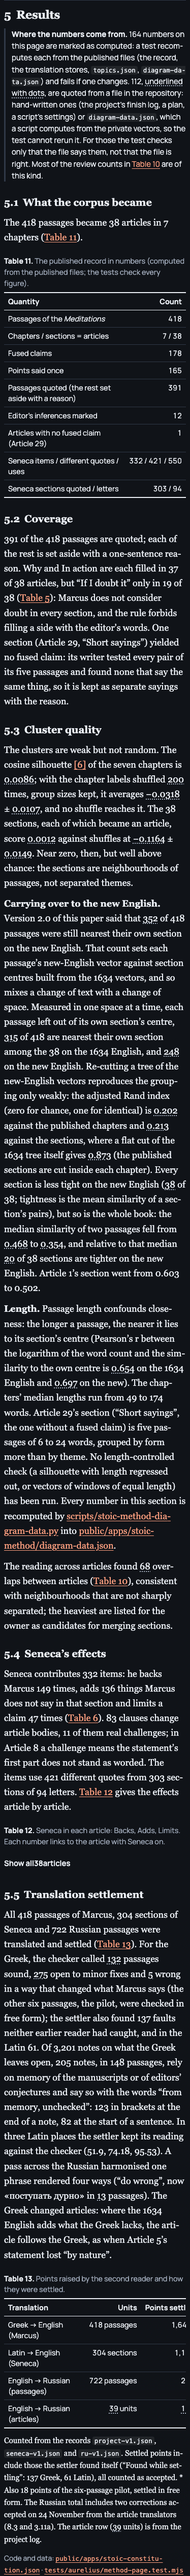 5 Results
Where the numbers come from. 164 numbers on
this page are marked as computed: a test recom-
putes each from the published files (the record,
the translation stores, topics.json, diagram-da-
ta.json) and fails if one changes. 112, underlined
with dots, are quoted from a file in the repository:
hand-written ones (the project's finish log, a plan,
a script's settings) or diagram-data.json, which
a script computes from the private vectors, so the
test cannot rerun it. For those the test checks
only that the file says them, not that the file is
right. Most of the review counts in Table 10 are of
this kind.
5.1 What the corpus became
The 418 passages became 38 articles in 7
chapters (Table 11).
Table 11. The published record in numbers (computed
from the published files; the tests check every
figure).
Quantity Count
Passages of the Meditations 418
Chapters / sections = articles 7 / 38
Fused claims 178
Points said once 165
Passages quoted (the rest set
aside with a reason) 391
Editor's inferences marked 12
Articles with no fused claim
(Article 29) 1
Seneca items / different quotes /
uses 332 / 421 / 550
Seneca sections quoted / letters 303 / 94
5.2 Coverage
391 of the 418 passages are quoted; each of
the rest is set aside with a one-sentence rea-
son. Why and In action are each filled in 37
of 38 articles, but “If I doubt it” only in 19 of
38 (Table 5): Marcus does not consider
doubt in every section, and the rule forbids
filling a side with the editor's words. One
section (Article 29, “Short sayings”) yielded
no fused claim: its writer tested every pair of
its five passages and found none that say the
same thing, so it is kept as separate sayings
with the reason.
5.3 Cluster quality
The clusters are weak but not random. The
cosine silhouette [6] of the seven chapters is
0.0086; with the chapter labels shuffled 200
times, group sizes kept, it averages −0.0318
± 0.0107, and no shuffle reaches it. The 38
sections, each of which became an article,
score 0.0012 against shuffles at −0.1164 ±
0.0149. Near zero, then, but well above
chance: the sections are neighbourhoods of
passages, not separated themes.
Carrying over to the new English.
Version 2.0 of this paper said that 352 of 418
passages were still nearest their own section
on the new English. That count sets each
passage's new-English vector against section
centres built from the 1634 vectors, and so
mixes a change of text with a change of
space. Measured in one space at a time, each
passage left out of its own section's centre,
315 of 418 are nearest their own section
among the 38 on the 1634 English, and 248
on the new English. Re-cutting a tree of the
new-English vectors reproduces the group-
ing only weakly: the adjusted Rand index
(zero for chance, one for identical) is 0.202
against the published chapters and 0.213
against the sections, where a flat cut of the
1634 tree itself gives 0.873 (the published
sections are cut inside each chapter). Every
section is less tight on the new English (38 of
38; tightness is the mean similarity of a sec-
tion's pairs), but so is the whole book: the
median similarity of two passages fell from
0.468 to 0.354, and relative to that median
20 of 38 sections are tighter on the new
English. Article 1's section went from 0.603
to 0.502.
Length. Passage length confounds close-
ness: the longer a passage, the nearer it lies
to its section's centre (Pearson's r between
the logarithm of the word count and the sim-
ilarity to the own centre is 0.654 on the 1634
English and 0.697 on the new). The chap-
ters' median lengths run from 49 to 174
words. Article 29's section (“Short sayings”,
the one without a fused claim) is five pas-
sages of 6 to 24 words, grouped by form
more than by theme. No length-controlled
check (a silhouette with length regressed
out, or vectors of windows of equal length)
has been run. Every number in this section is
recomputed by scripts/stoic-method-dia-
gram-data.py into public/apps/stoic-
method/diagram-data.json.
The reading across articles found 68 over-
laps between articles (Table 10), consistent
with neighbourhoods that are not sharply
separated; the heaviest are listed for the
owner as candidates for merging sections.
5.4 Seneca's effects
Seneca contributes 332 items: he backs
Marcus 149 times, adds 136 things Marcus
does not say in that section and limits a
claim 47 times (Table 6). 83 clauses change
article bodies, 11 of them real challenges; in
Article 8 a challenge means the statement's
first part does not stand as worded. The
items use 421 different quotes from 303 sec-
tions of 94 letters. Table 12 gives the effects
article by article.
Table 12. Seneca in each article: Backs, Adds, Limits.
Each number links to the article with Seneca on.
Show all38articles
5.5 Translation settlement
All 418 passages of Marcus, 304 sections of
Seneca and 722 Russian passages were
translated and settled (Table 13). For the
Greek, the checker called 132 passages
sound, 275 open to minor fixes and 5 wrong
in a way that changed what Marcus says (the
other six passages, the pilot, were checked in
free form); the settler also found 137 faults
neither earlier reader had caught, and in the
Latin 61. Of 3,201 notes on what the Greek
leaves open, 205 notes, in 148 passages, rely
on memory of the manuscripts or of editors'
conjectures and say so with the words “from
memory, unchecked”: 123 in brackets at the
end of a note, 82 at the start of a sentence. In
three Latin places the settler kept its reading
against the checker (51.9, 74.18, 95.53). A
pass across the Russian harmonised one
phrase rendered four ways (“do wrong”, now
«поступать дурно» in 13 passages). The
Greek changed articles: where the 1634
English adds what the Greek lacks, the arti-
cle follows the Greek, as when Article 5's
statement lost “by nature”.
Table 13. Points raised by the second reader and how
they were settled.
Translation Units Points settl
Greek → English
(Marcus) 418 passages 1,64
Latin → English
(Seneca) 304 sections 1,1
English → Russian
(passages) 722 passages 2
English → Russian
(articles) 39 units 1
Counted from the records project-v1.json,
seneca-v1.json and ru-v1.json. Settled points in-
clude those the settler found itself (“Found while set-
ting”: 137 Greek, 61 Latin), all counted as accepted. *
Also 18 points of the six-passage pilot, settled in free
form. The Russian total includes two corrections ac-
cepted on 24 November from the article translators
(8.3 and 3.11a). The article row (39 units) is from the
project log.
Code and data: public/apps/stoic-constitu-
tion.json · tests/aurelius/method-page.test.mjs